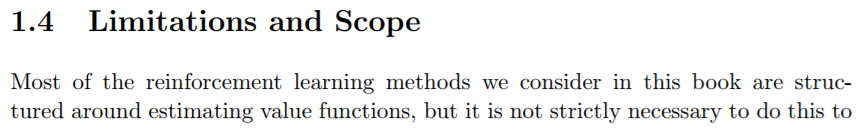 1.4 Limitations and Scope
Most of the reinforcement learning methods we consider in this book are struc-
tured around estimating value functions, but it is not strictly necessary to do this to